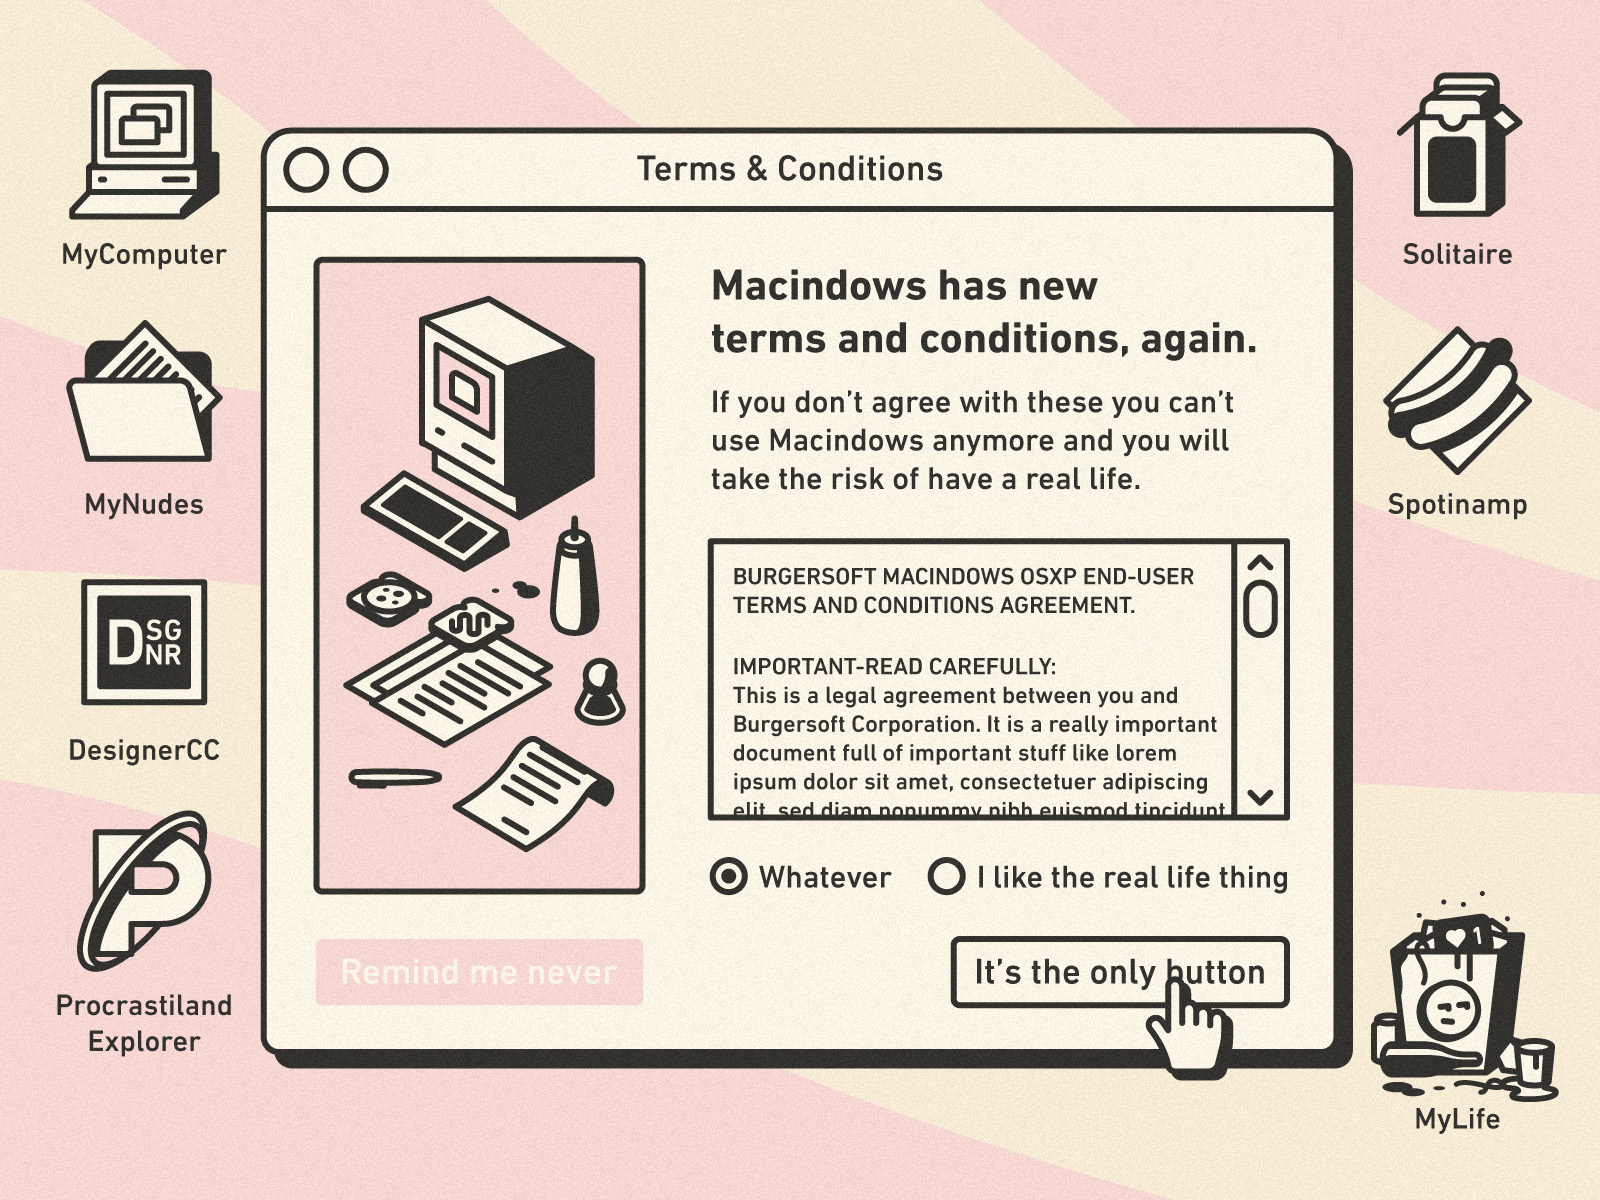 Terms & Conditions
MyComputer
MyNudes
DSGNR
DesignerCC
Procrastiland
Explorer
Macindows has new
terms and conditions, again.
If you don’t agree with these you can’t
use Macindows anymore and you will
take the risk of have a real life.
BURGERSOFT MACINDOWS OSXP END-USER
TERMS AND CONDITIONS AGREEMENT.
IMPORTANT-READ CAREFULLY:
This is a legal agreement between you and
Burgersoft Corporation. It is a really important
document full of important stuff like lorem
ipsum dolor sit amet, consectetuer adipiscing
elit, sed diam nonummy nibh euismod tincidunt
Whatever
I like the real life thing
Remind me never
It’s the only button
Solitaire
Spotinamp
1
MyLife